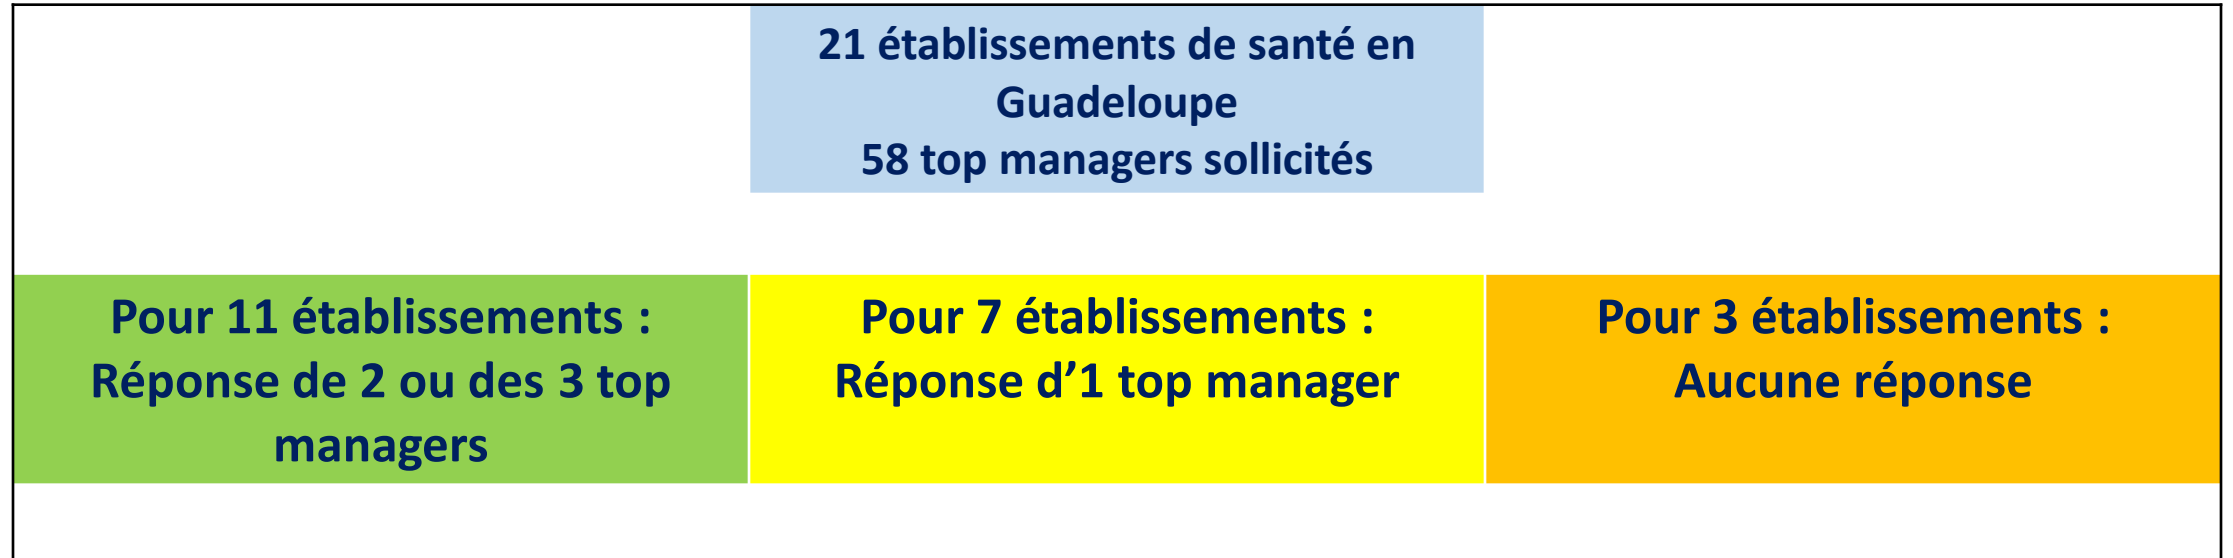 21 établissements de santé en
Guadeloupe
58 top managers sollicités
Pour 11 établissements :
Réponse de 2 ou des 3 top
managers
Pour 7 établissements :
Réponse d’1 top manager
Pour 3 établissements :
Aucune réponse